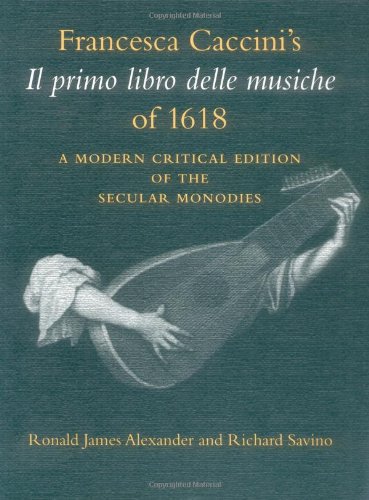 Francesca Caccini's
Il primo libro delle musiche
of 1618
A MODERN CRITICAL EDITION
OF THE
SECULAR MONODIES
Ronald James Alexander and Richard Savino